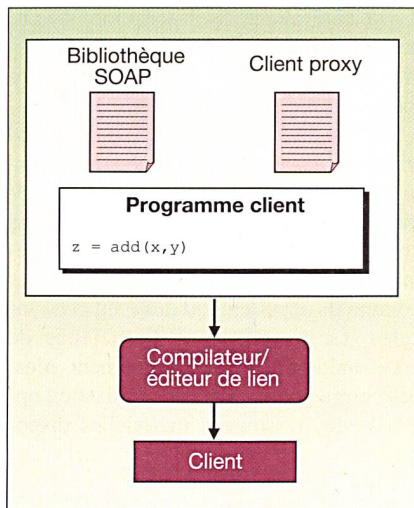 Bibliothèque
SOAP
Client proxy
Programme client
z = add(x,y)
Compilateur/
éditeur de lien
Client